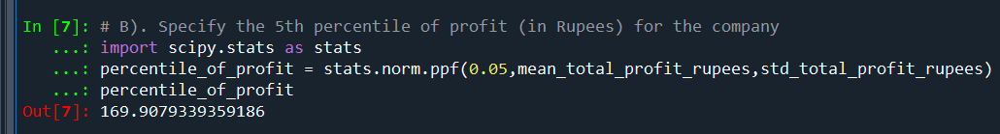 In [7]: # B). Specify the 5th percentile of profit (in Rupees) for the company
...: import scipy.stats as stats
...: percentile_of_profit = stats.norm.ppf(0.05,mean_total_profit_rupees,std_total_profit_rupees)
...: percentile_of_profit
Out[7]: 169.9079339359186